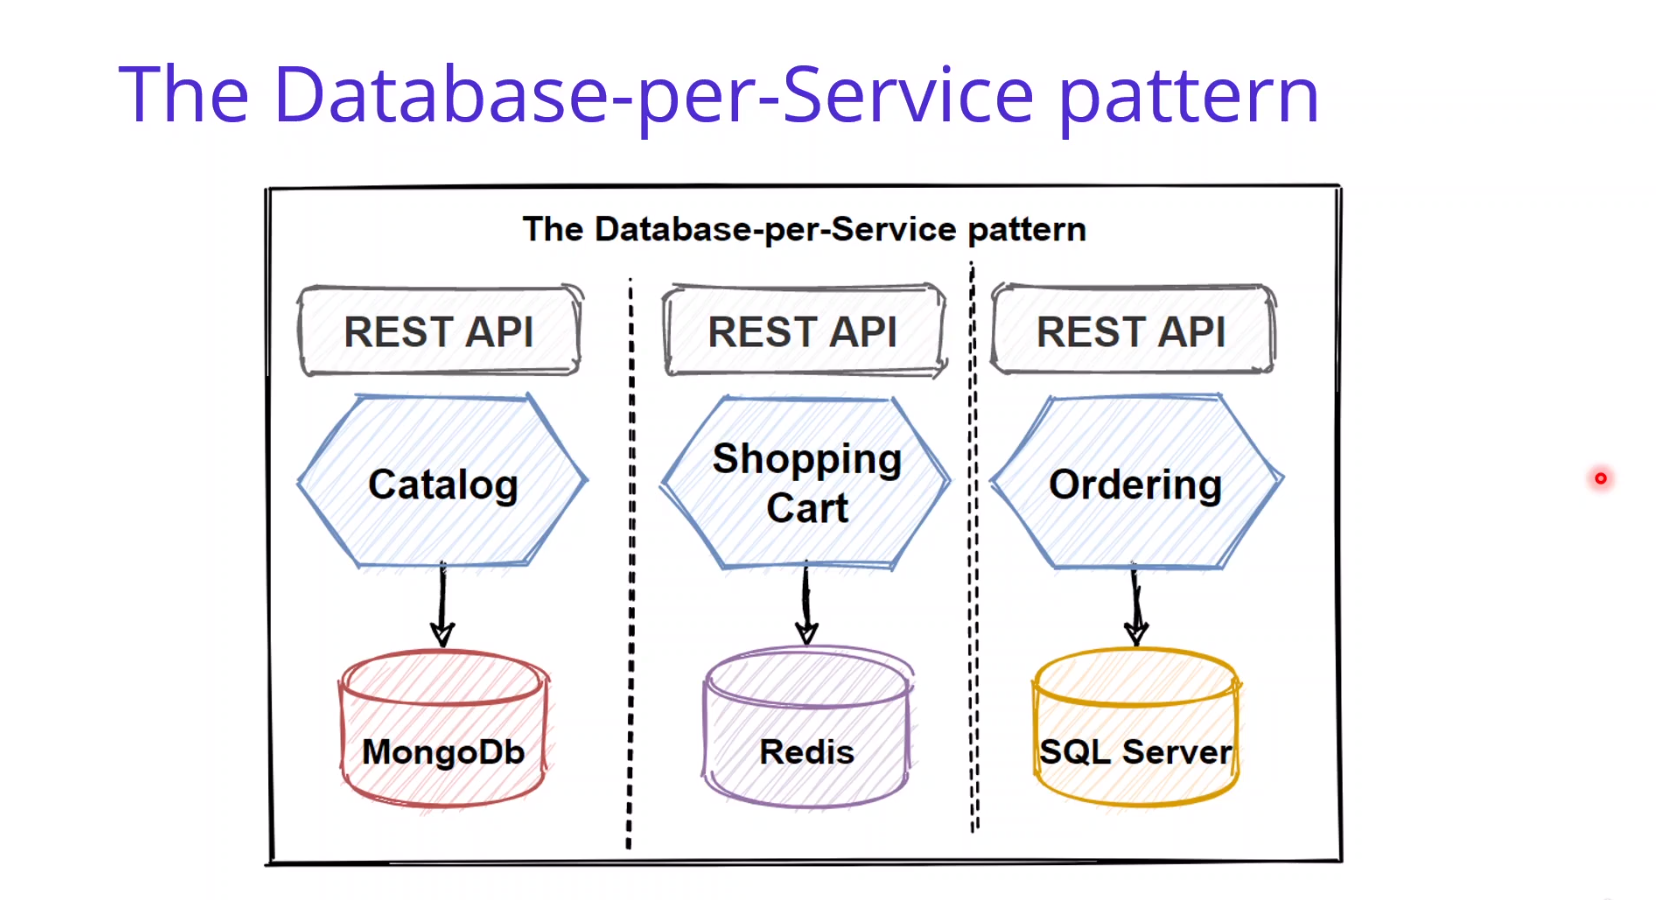 The Database-per-Service pattern
The Database-per-Service pattern
REST API
REST API
REST API
Catalog
Shopping
Cart
Ordering
MongoDb
Redis
SQL Server